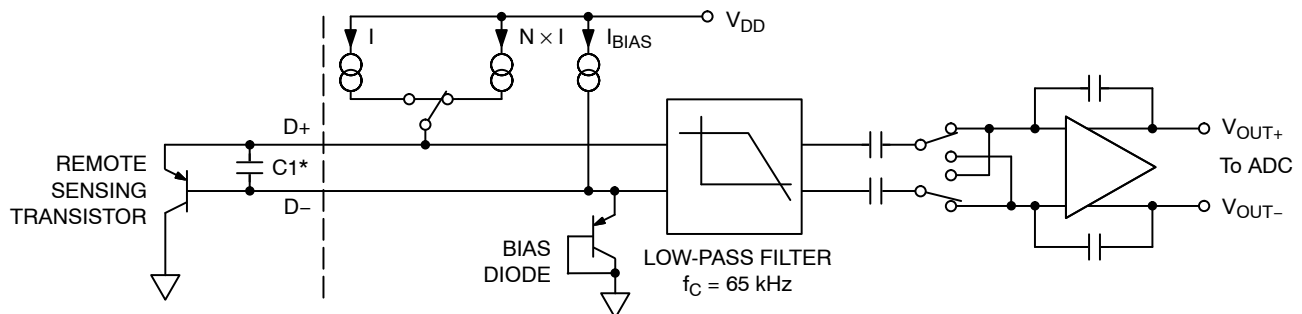 V_DD
I
N × I
I_BIAS
D+
C1*
D−
REMOTE
SENSING
TRANSISTOR
BIAS
DIODE
LOW-PASS FILTER
f_C = 65 kHz
V_OUT+
To ADC
V_OUT−